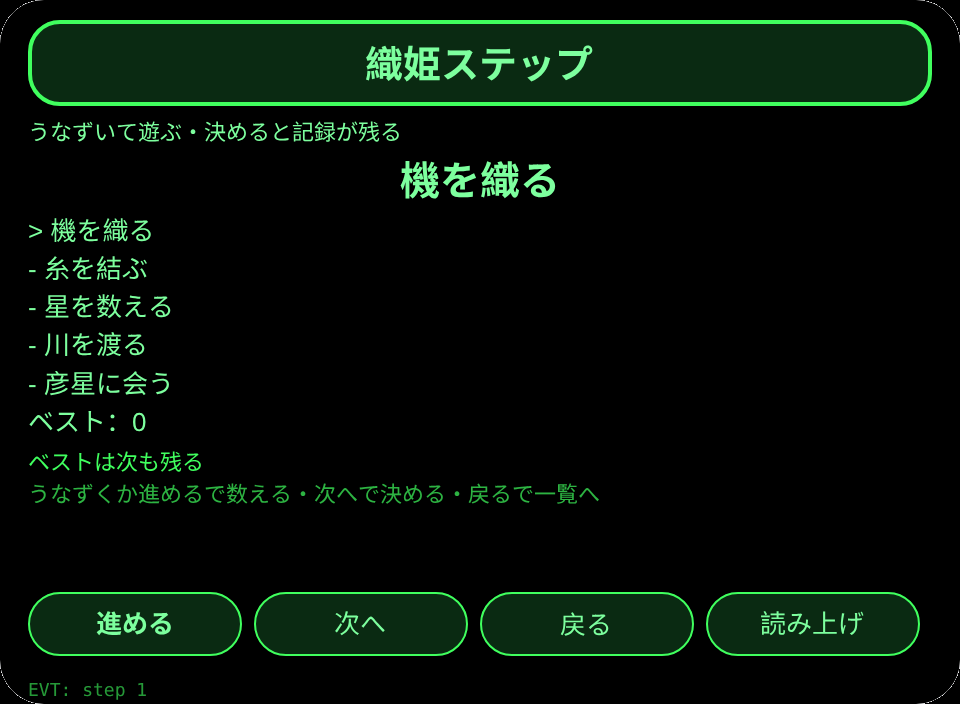 織姫ステップ
うなずいて遊ぶ・決めると記録が残る
機を織る
> 機を織る
- 糸を結ぶ
- 星を数える
- 川を渡る
- 彦星に会う
ベスト: 0
ベストは次も残る
うなずくか進めるで数える・次へで決める・戻るで一覧へ
進める 次へ 戻る 読み上げ
EVT: step 1